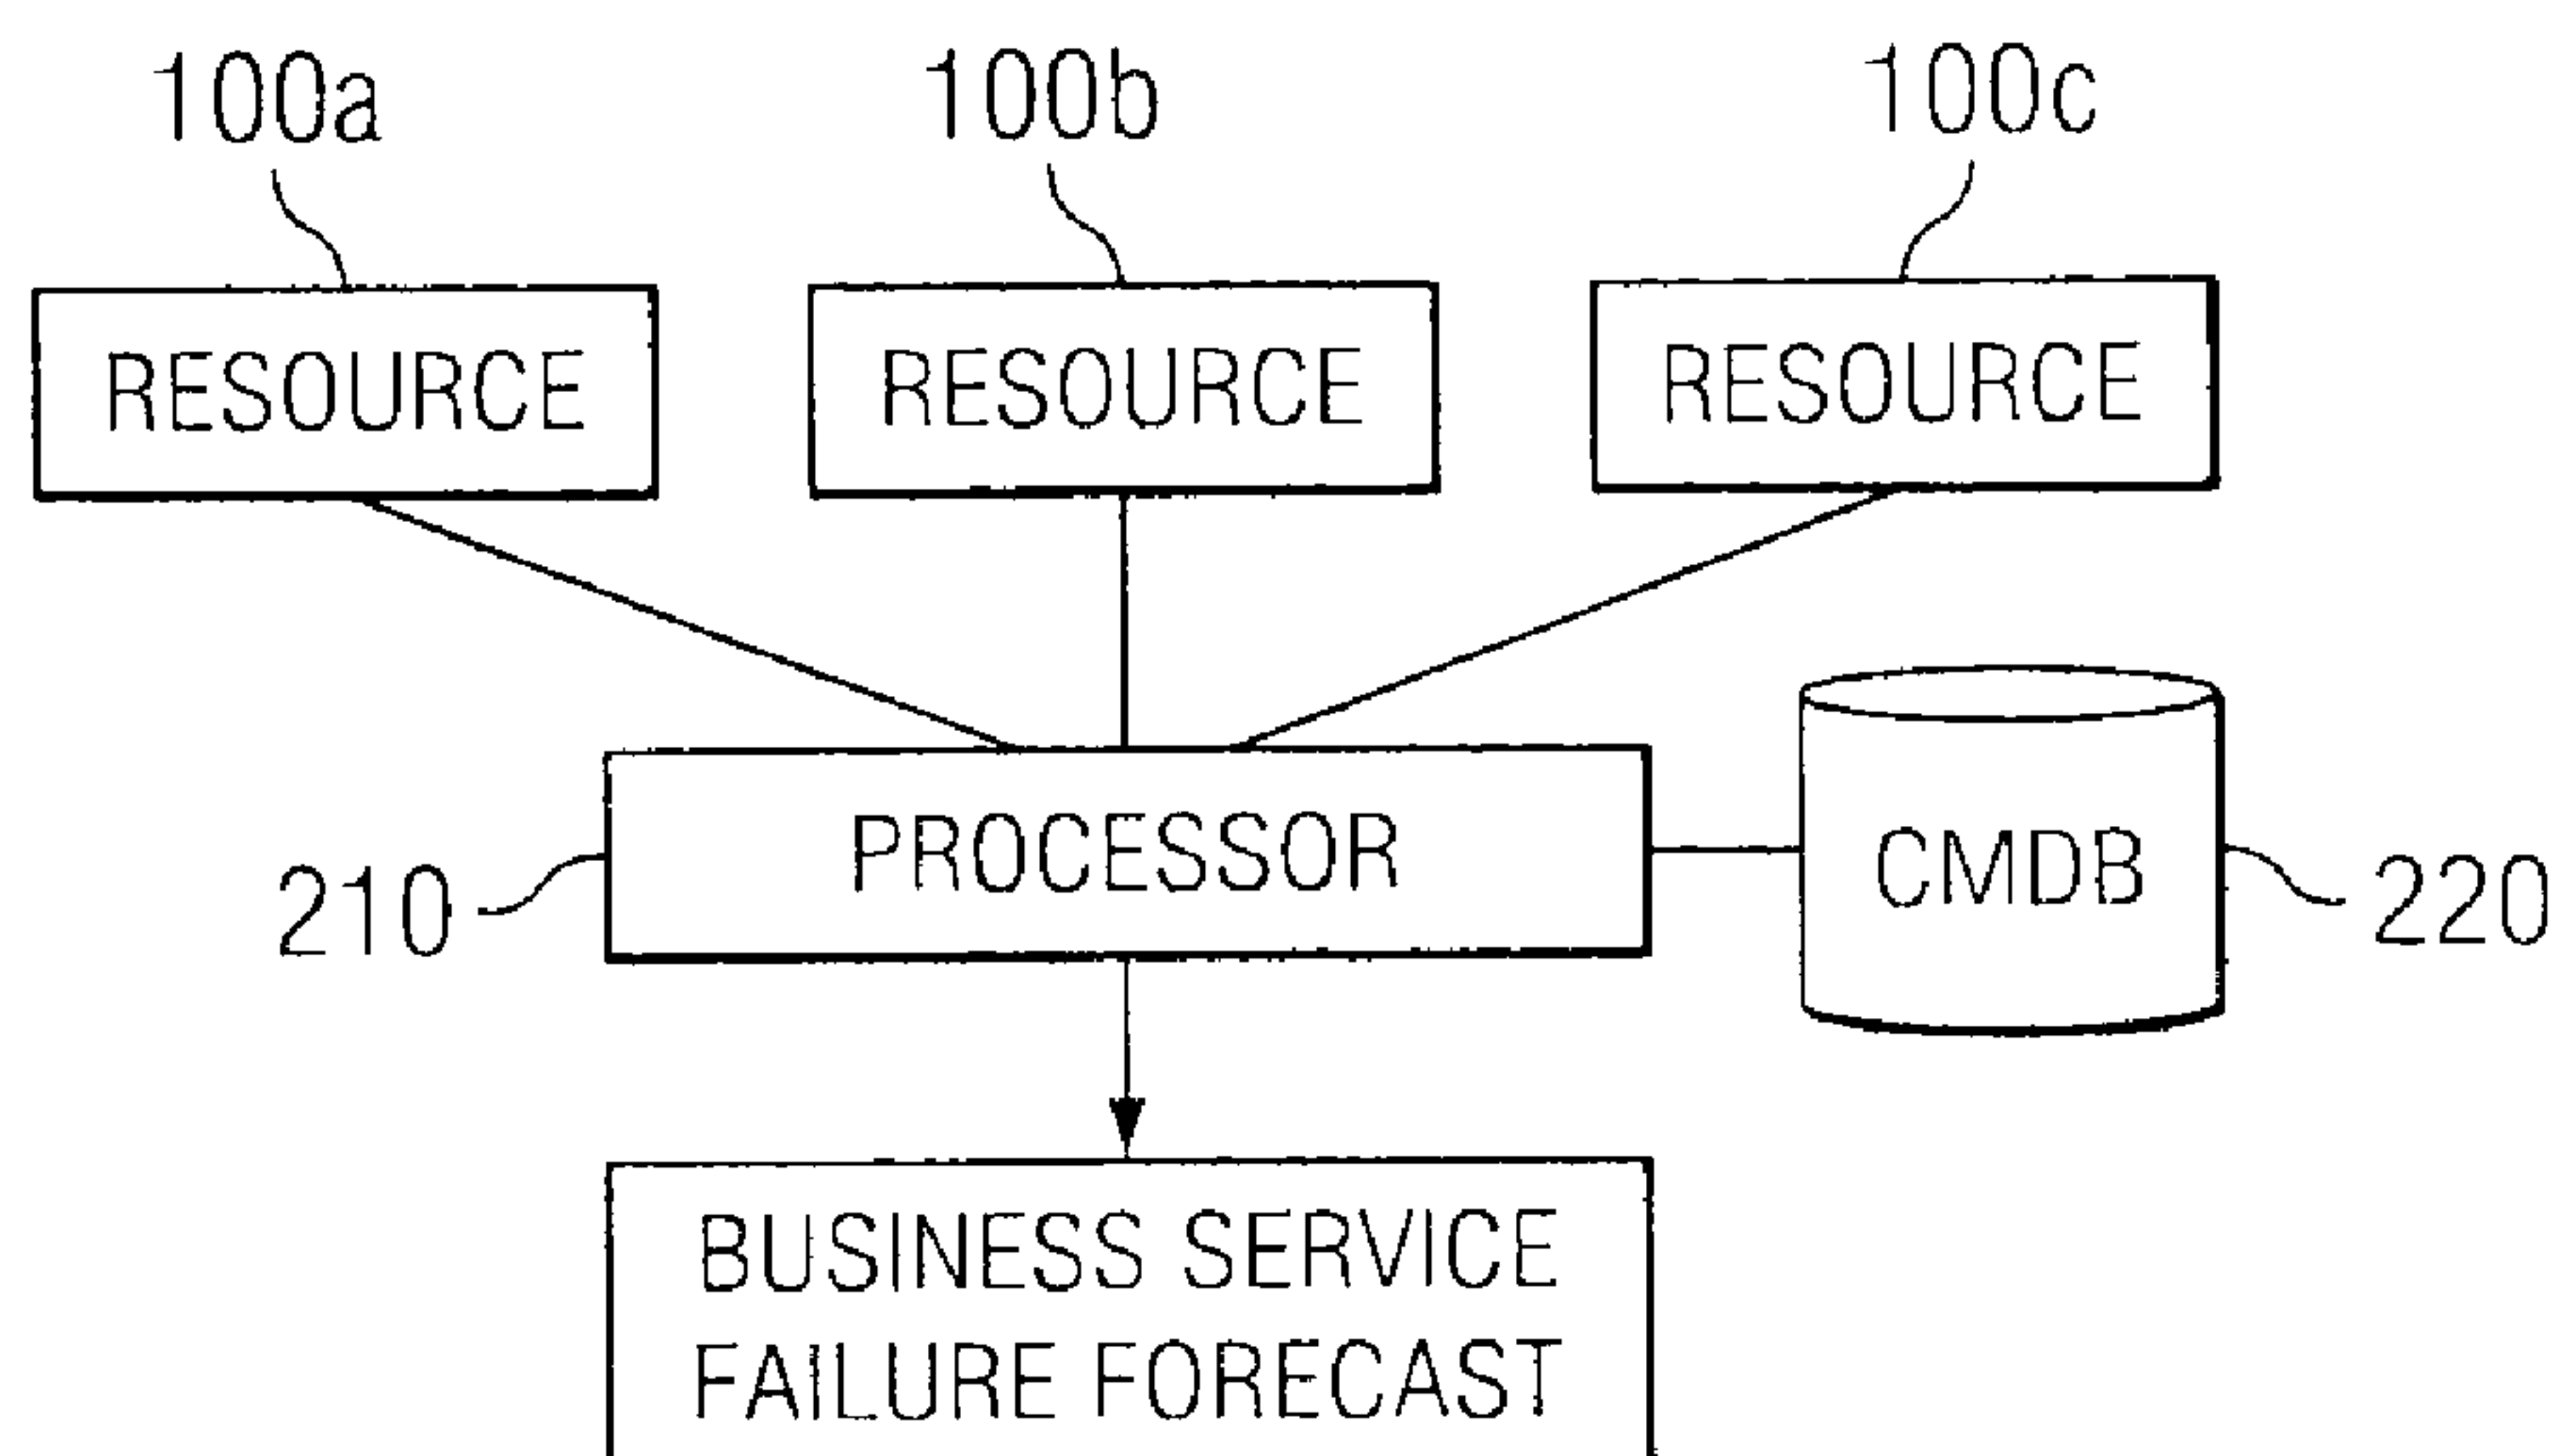 100a 100b 100c
RESOURCE RESOURCE RESOURCE
PROCESSOR
CMDB
210
220
BUSINESS SERVICE
FAILURE FORECAST